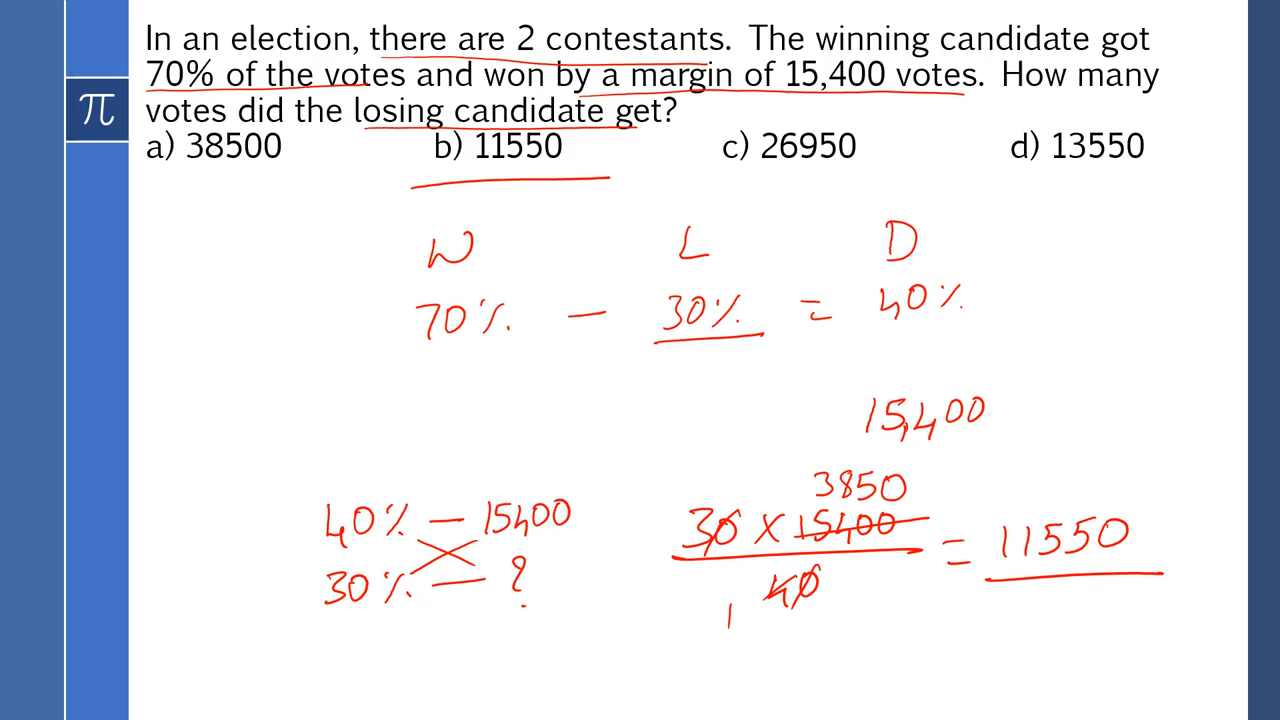 In an election, there are 2 contestants. The winning candidate got
70% of the votes and won by a margin of 15,400 votes. How many
votes did the losing candidate get?
a) 38500 b) 11550 c) 26950 d) 13550
π
W L D
70% - 30% = 40%
15,400
3850
40% - 15400
30 × 15400 = 11550
30% - ?
40
1